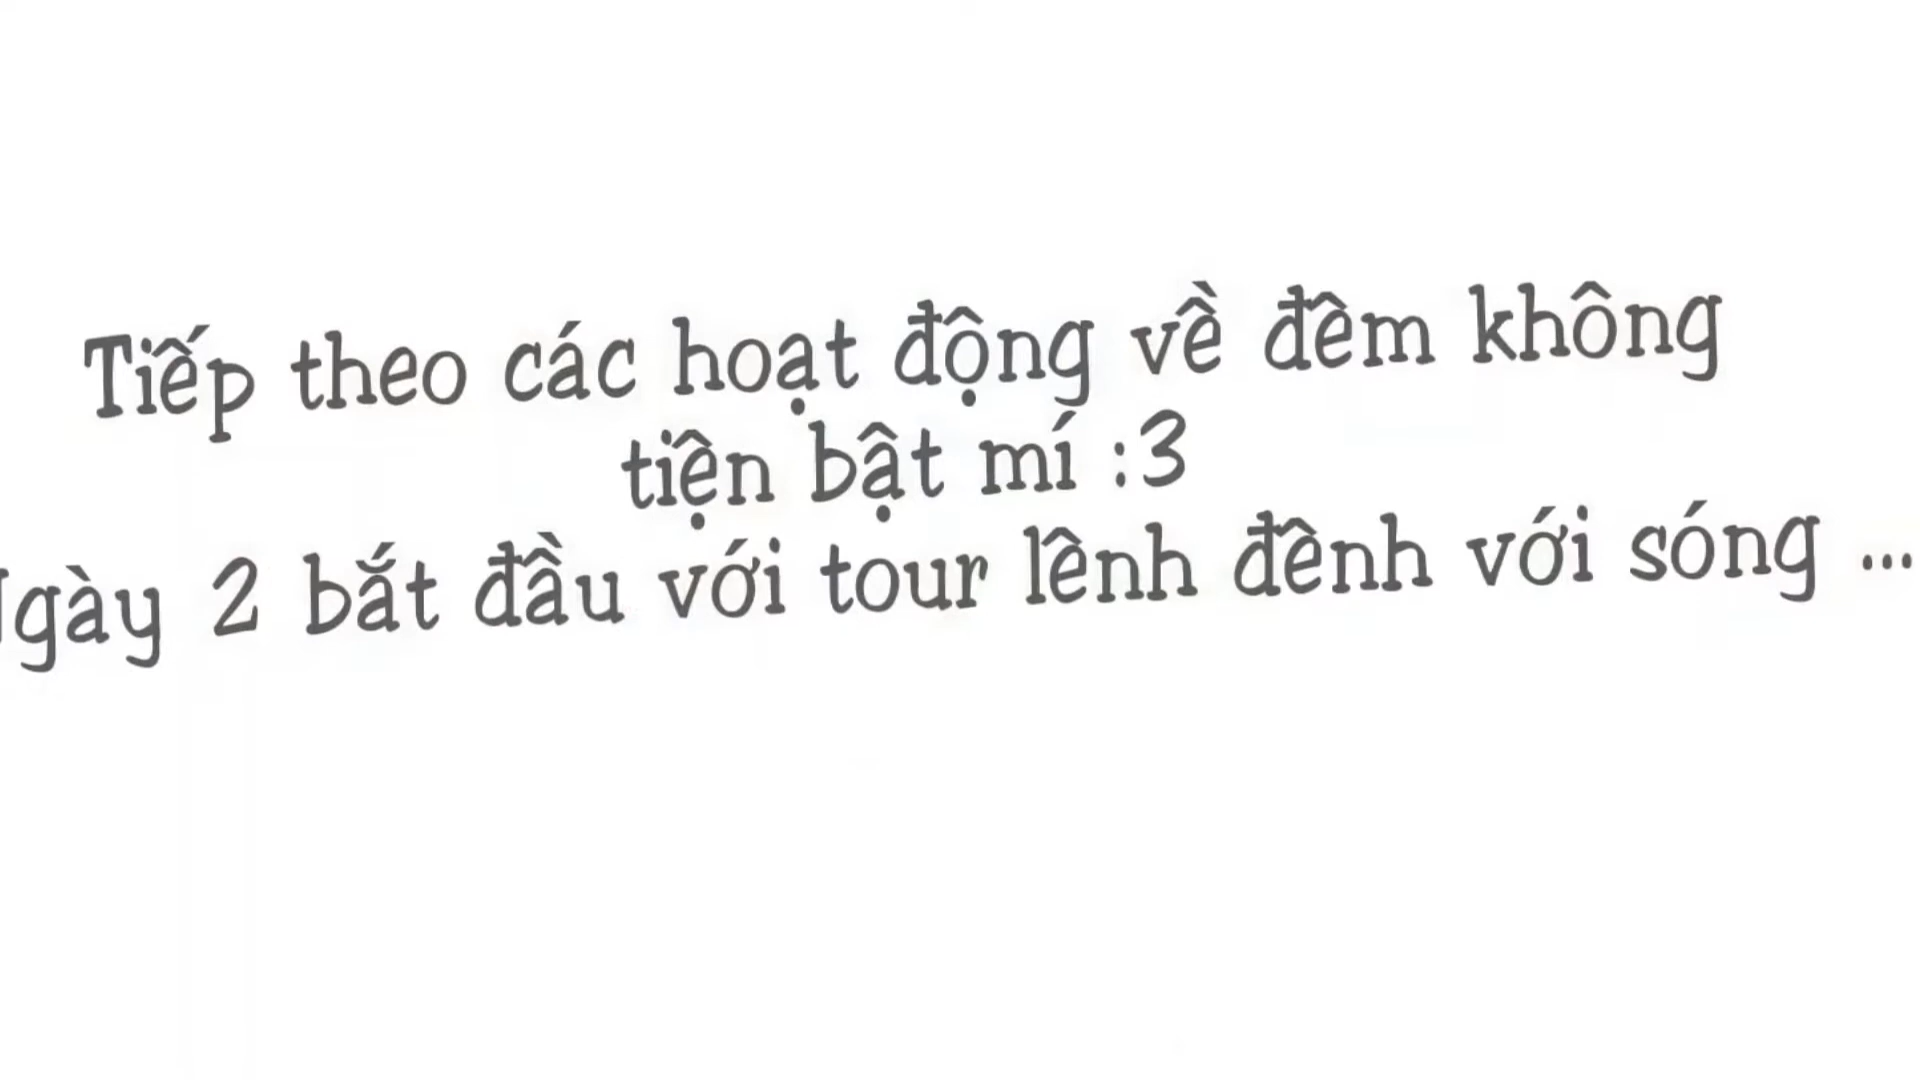 Tiếp theo các hoạt động về đêm không
tiện bật mí :3
Ngày 2 bắt đầu với tour lênh đênh với sóng ...